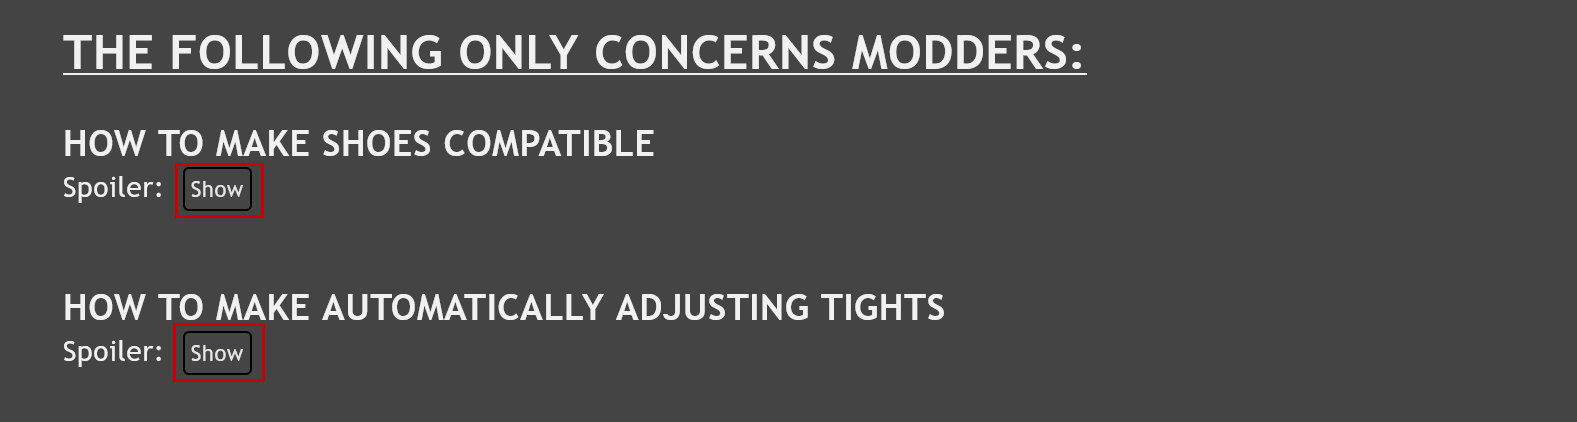 THE FOLLOWING ONLY CONCERNS MODDERS:
HOW TO MAKE SHOES COMPATIBLE
Spoiler: Show
HOW TO MAKE AUTOMATICALLY ADJUSTING TIGHTS
Spoiler: Show